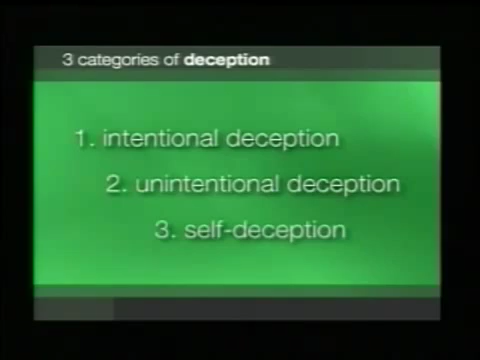 3 categories of deception
1. intentional deception
2. unintentional deception
3. self-deception